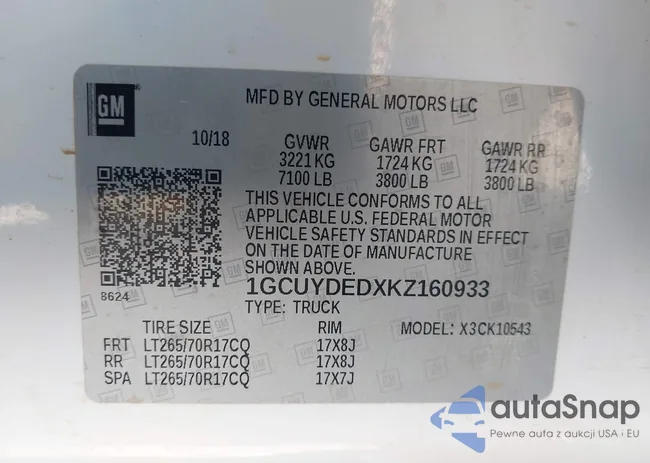 GM
MFD BY GENERAL MOTORS LLC
10/18
GVWR GAWR FRT GAWR RR
3221 KG 1724 KG 1724 KG
7100 LB 3800 LB 3800 LB
THIS VEHICLE CONFORMS TO ALL
APPLICABLE U.S. FEDERAL MOTOR
VEHICLE SAFETY STANDARDS IN EFFECT
ON THE DATE OF MANUFACTURE
SHOWN ABOVE.
8624
1GCUYDEDXKZ160933
TYPE: TRUCK
TIRE SIZE RIM MODEL: X3CK10543
FRT LT265/70R17CQ 17X8J
RR LT265/70R17CQ 17X8J
SPA LT265/70R17CQ 17X7J
autaSnap
Pewne auta z aukcji USA i EU